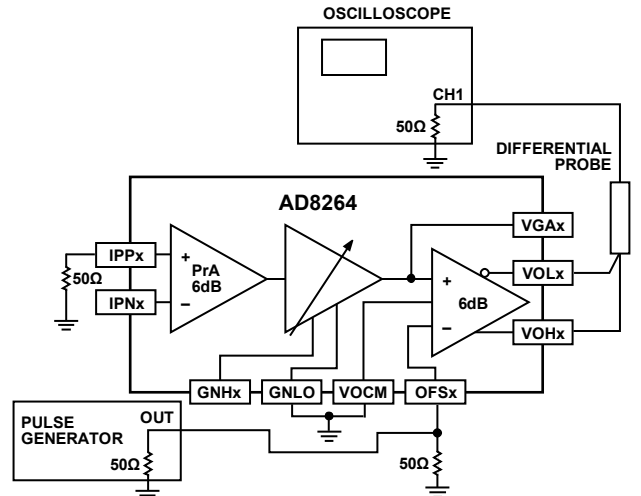 OSCILLOSCOPE
CH1
50Ω
DIFFERENTIAL
PROBE
AD8264
VGAx
IPPx
+
PrA
6dB
–
50Ω
IPNx
+
6dB
–
VOLx
VOHx
GNHx
GNLO
VOCM
OFSx
PULSE
GENERATOR
OUT
50Ω
50Ω